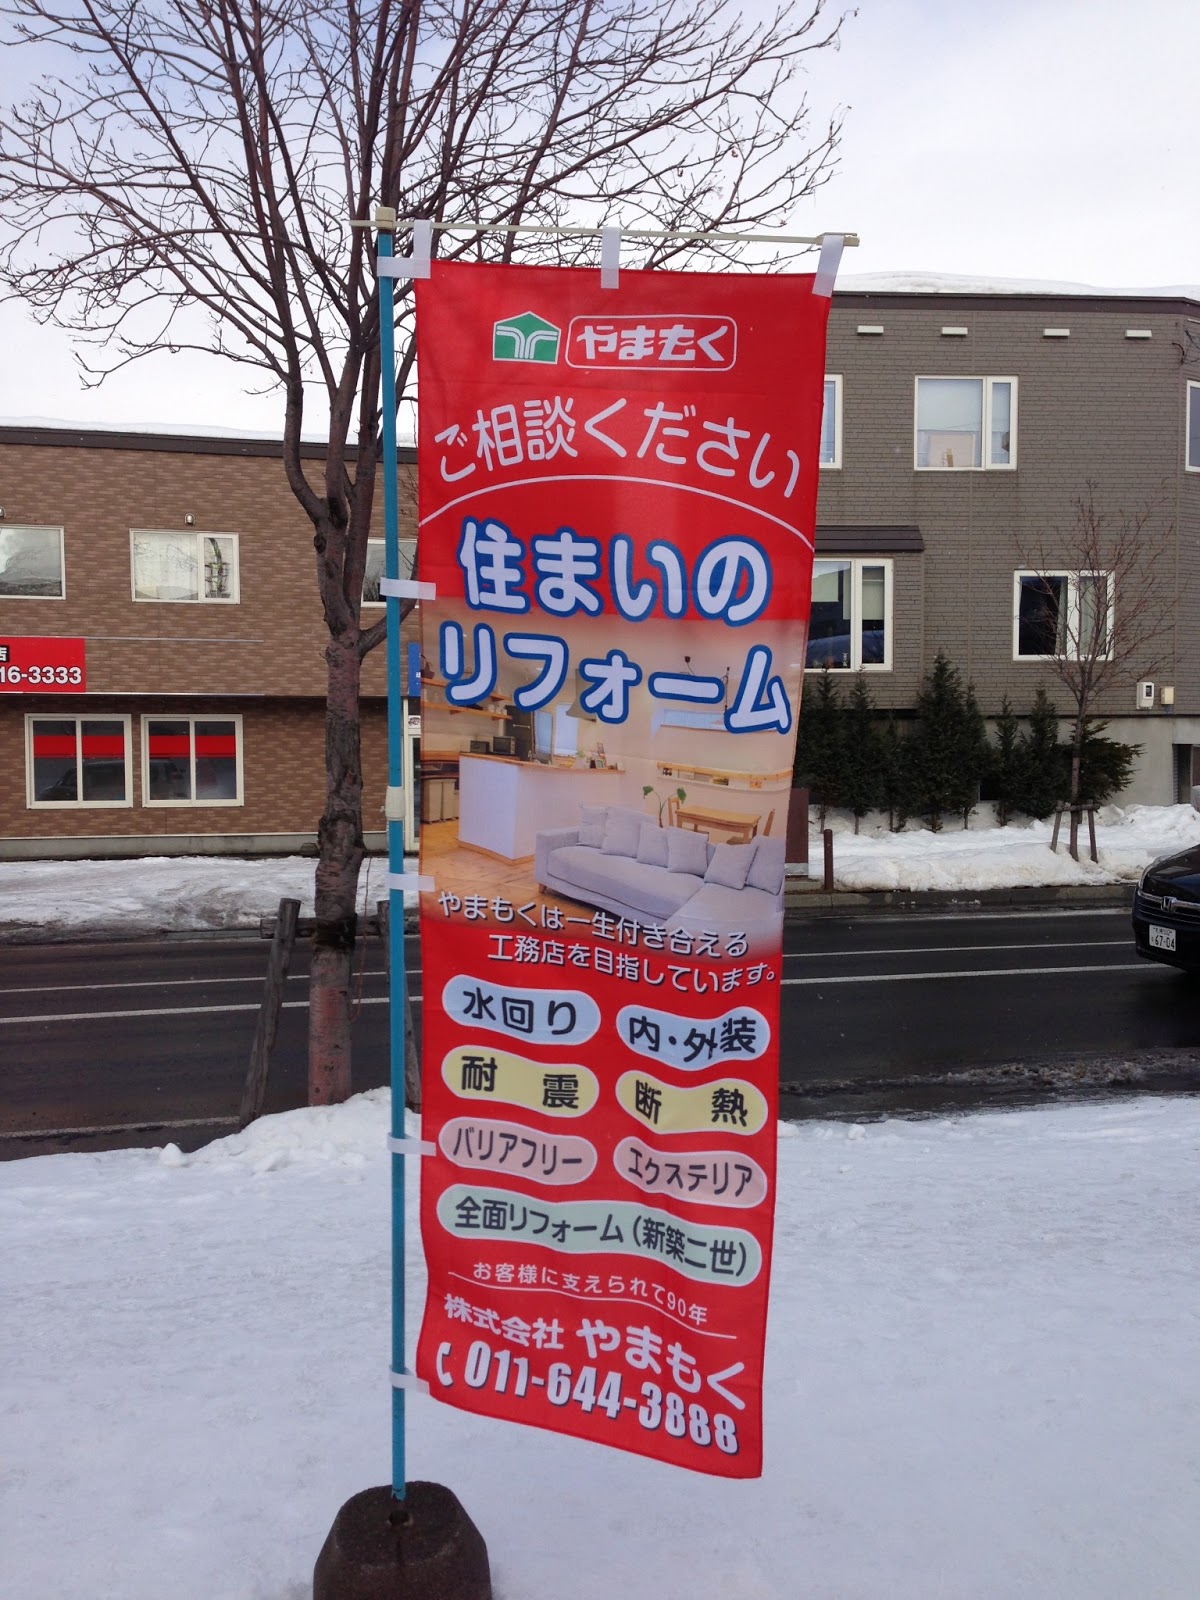 やまもく
ご相談ください
住まいの
リフォーム
やまもくは一生付き合える
工務店を目指しています。
水回り
内・外装
耐震
断熱
バリアフリー
エクステリア
全面リフォーム(新築二世)
お客様に支えられて90年
株式会社 やまもく
011-644-3888
店
16-3333
67-04